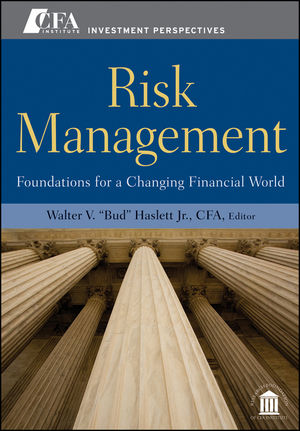 CFA INSTITUTE INVESTMENT PERSPECTIVES
Risk
Management
Foundations for a Changing Financial World
Walter V. “Bud” Haslett Jr., CFA, Editor